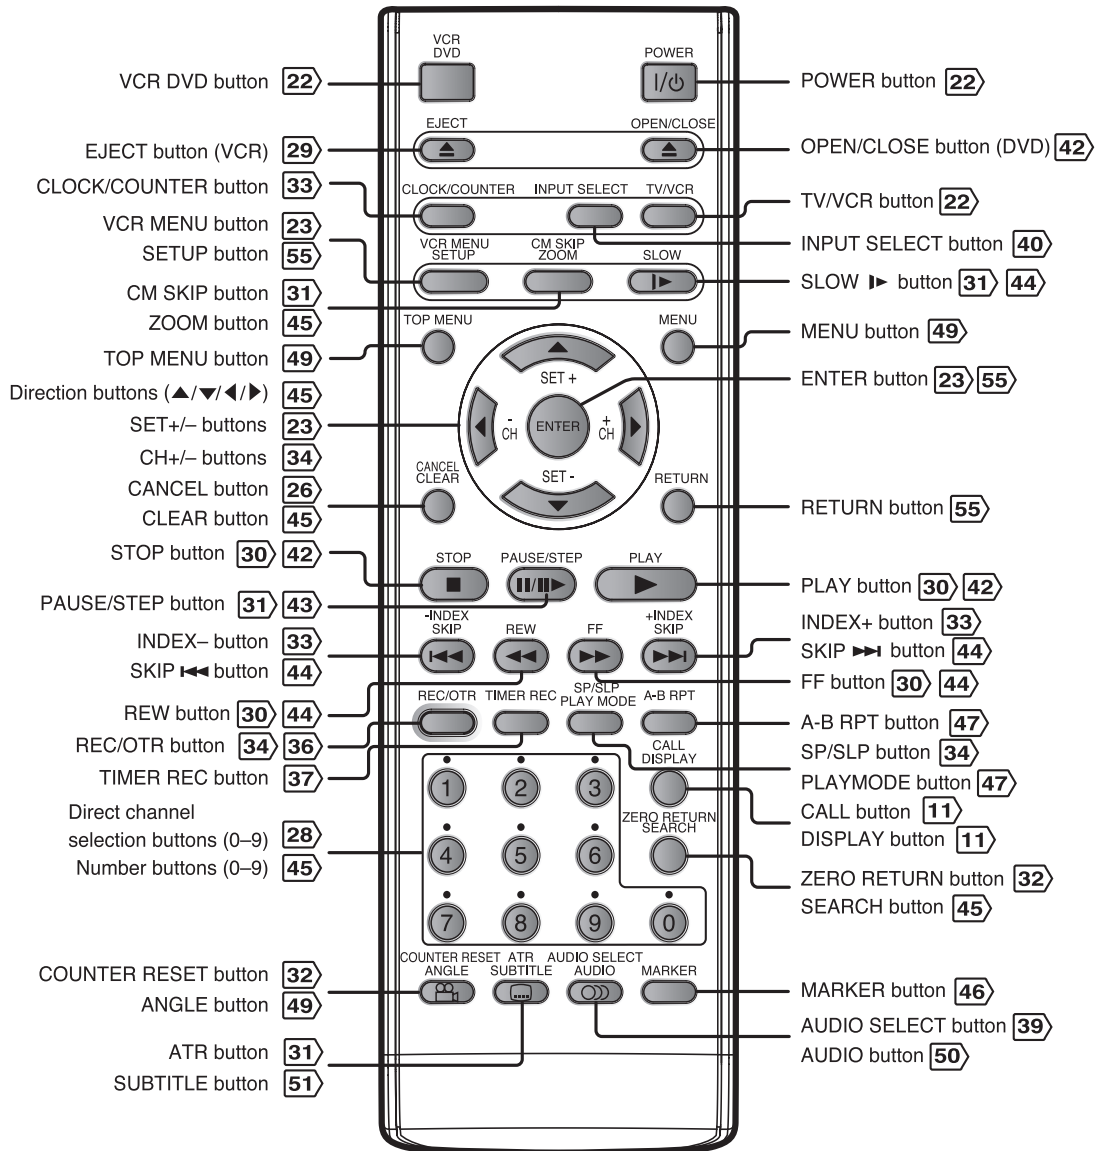 VCR DVD button 22
EJECT button (VCR) 29
CLOCK/COUNTER button 33
VCR MENU button 23
SETUP button 55
CM SKIP button 31
ZOOM button 45
TOP MENU button 49
Direction buttons (▲/▼/◀/▶) 45
SET+/– buttons 23
CH+/– buttons 34
CANCEL button 26
CLEAR button 45
STOP button 30 42
PAUSE/STEP button 31 43
INDEX– button 33
SKIP ⏮ button 44
REW button 30 44
REC/OTR button 34 36
TIMER REC button 37
Direct channel
selection buttons (0–9) 28
Number buttons (0–9) 45
COUNTER RESET button 32
ANGLE button 49
ATR button 31
SUBTITLE button 51
VCR
DVD
POWER
I/⏻
EJECT
OPEN/CLOSE
CLOCK/COUNTER
INPUT SELECT
TV/VCR
VCR MENU
SETUP
CM SKIP
ZOOM
SLOW
TOP MENU
MENU
SET +
-
CH
ENTER
+
CH
SET -
CANCEL
CLEAR
RETURN
STOP
PAUSE/STEP
PLAY
-INDEX
SKIP
REW
FF
+INDEX
SKIP
REC/OTR
TIMER REC
SP/SLP
PLAY MODE
A-B RPT
CALL
DISPLAY
1
2
3
ZERO RETURN
SEARCH
4
5
6
7
8
9
0
COUNTER RESET
ANGLE
ATR
SUBTITLE
AUDIO SELECT
AUDIO
MARKER
POWER button 22
OPEN/CLOSE button (DVD) 42
TV/VCR button 22
INPUT SELECT button 40
SLOW I▶ button 31 44
MENU button 49
ENTER button 23 55
RETURN button 55
PLAY button 30 42
INDEX+ button 33
SKIP ⏭ button 44
FF button 30 44
A-B RPT button 47
SP/SLP button 34
PLAYMODE button 47
CALL button 11
DISPLAY button 11
ZERO RETURN button 32
SEARCH button 45
MARKER button 46
AUDIO SELECT button 39
AUDIO button 50